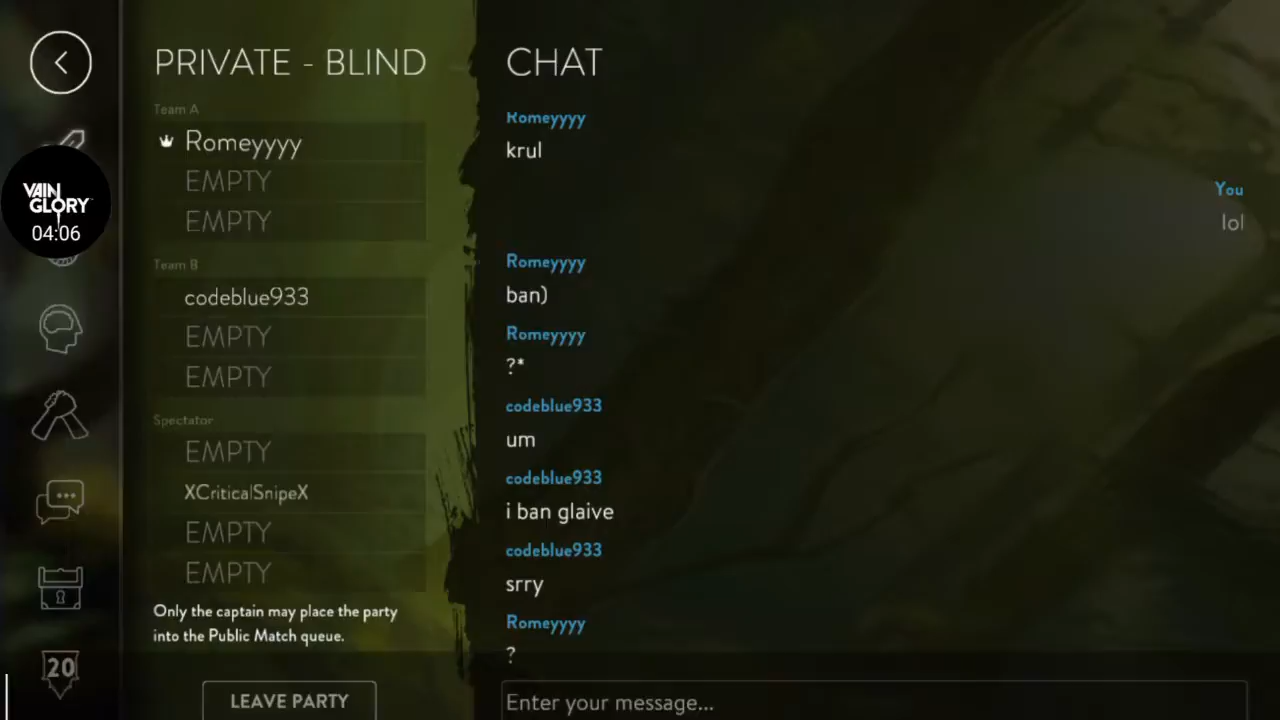 PRIVATE - BLIND
Team A
Romeyyyy
EMPTY
EMPTY
Team B
codeblue933
EMPTY
EMPTY
Spectator
EMPTY
XCriticalSnipeX
EMPTY
EMPTY
Only the captain may place the party
into the Public Match queue.
LEAVE PARTY
VAIN
GLORY
04:06
20
CHAT
Romeyyyy
krul
You
lol
Romeyyyy
ban)
Romeyyyy
?*
codeblue933
um
codeblue933
i ban glaive
codeblue933
srry
Romeyyyy
?
Enter your message...